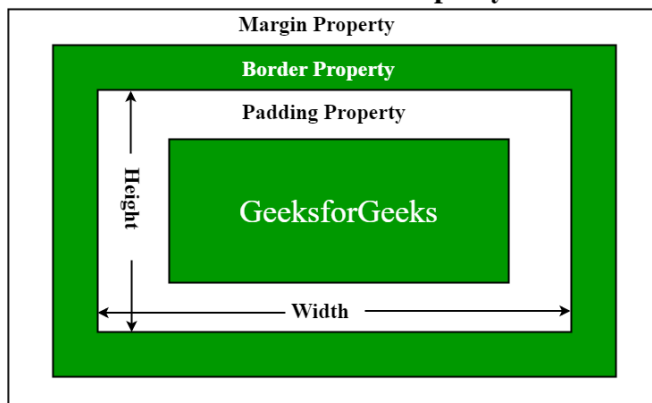 Margin Property
Border Property
Padding Property
Height
GeeksforGeeks
Width